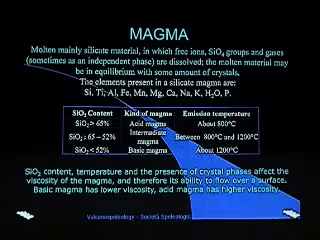 MAGMA
Molten mainly silicate material, in which free ions, SiO₄ groups and gases
(sometimes as an independent phase) are dissolved; the molten material may
be in equilibrium with some amount of crystals.
The elements present in a silicate magma are:
Si, Ti, Al, Fe, Mn, Mg, Ca, Na, K, H₂O, P.
SiO₂ Content Kind of magma Emission temperature
SiO₂ > 65% Acid magma About 800°C
SiO₂ : 65 – 52% Intermediate magma Between 800°C and 1200°C
SiO₂ < 52% Basic magma About 1200°C
SiO₂ content, temperature and the presence of crystal phases affect the
viscosity of the magma, and therefore its ability to flow over a surface.
Basic magma has lower viscosity, acid magma has higher viscosity.
Vulcanospeleology – Società Speleologic